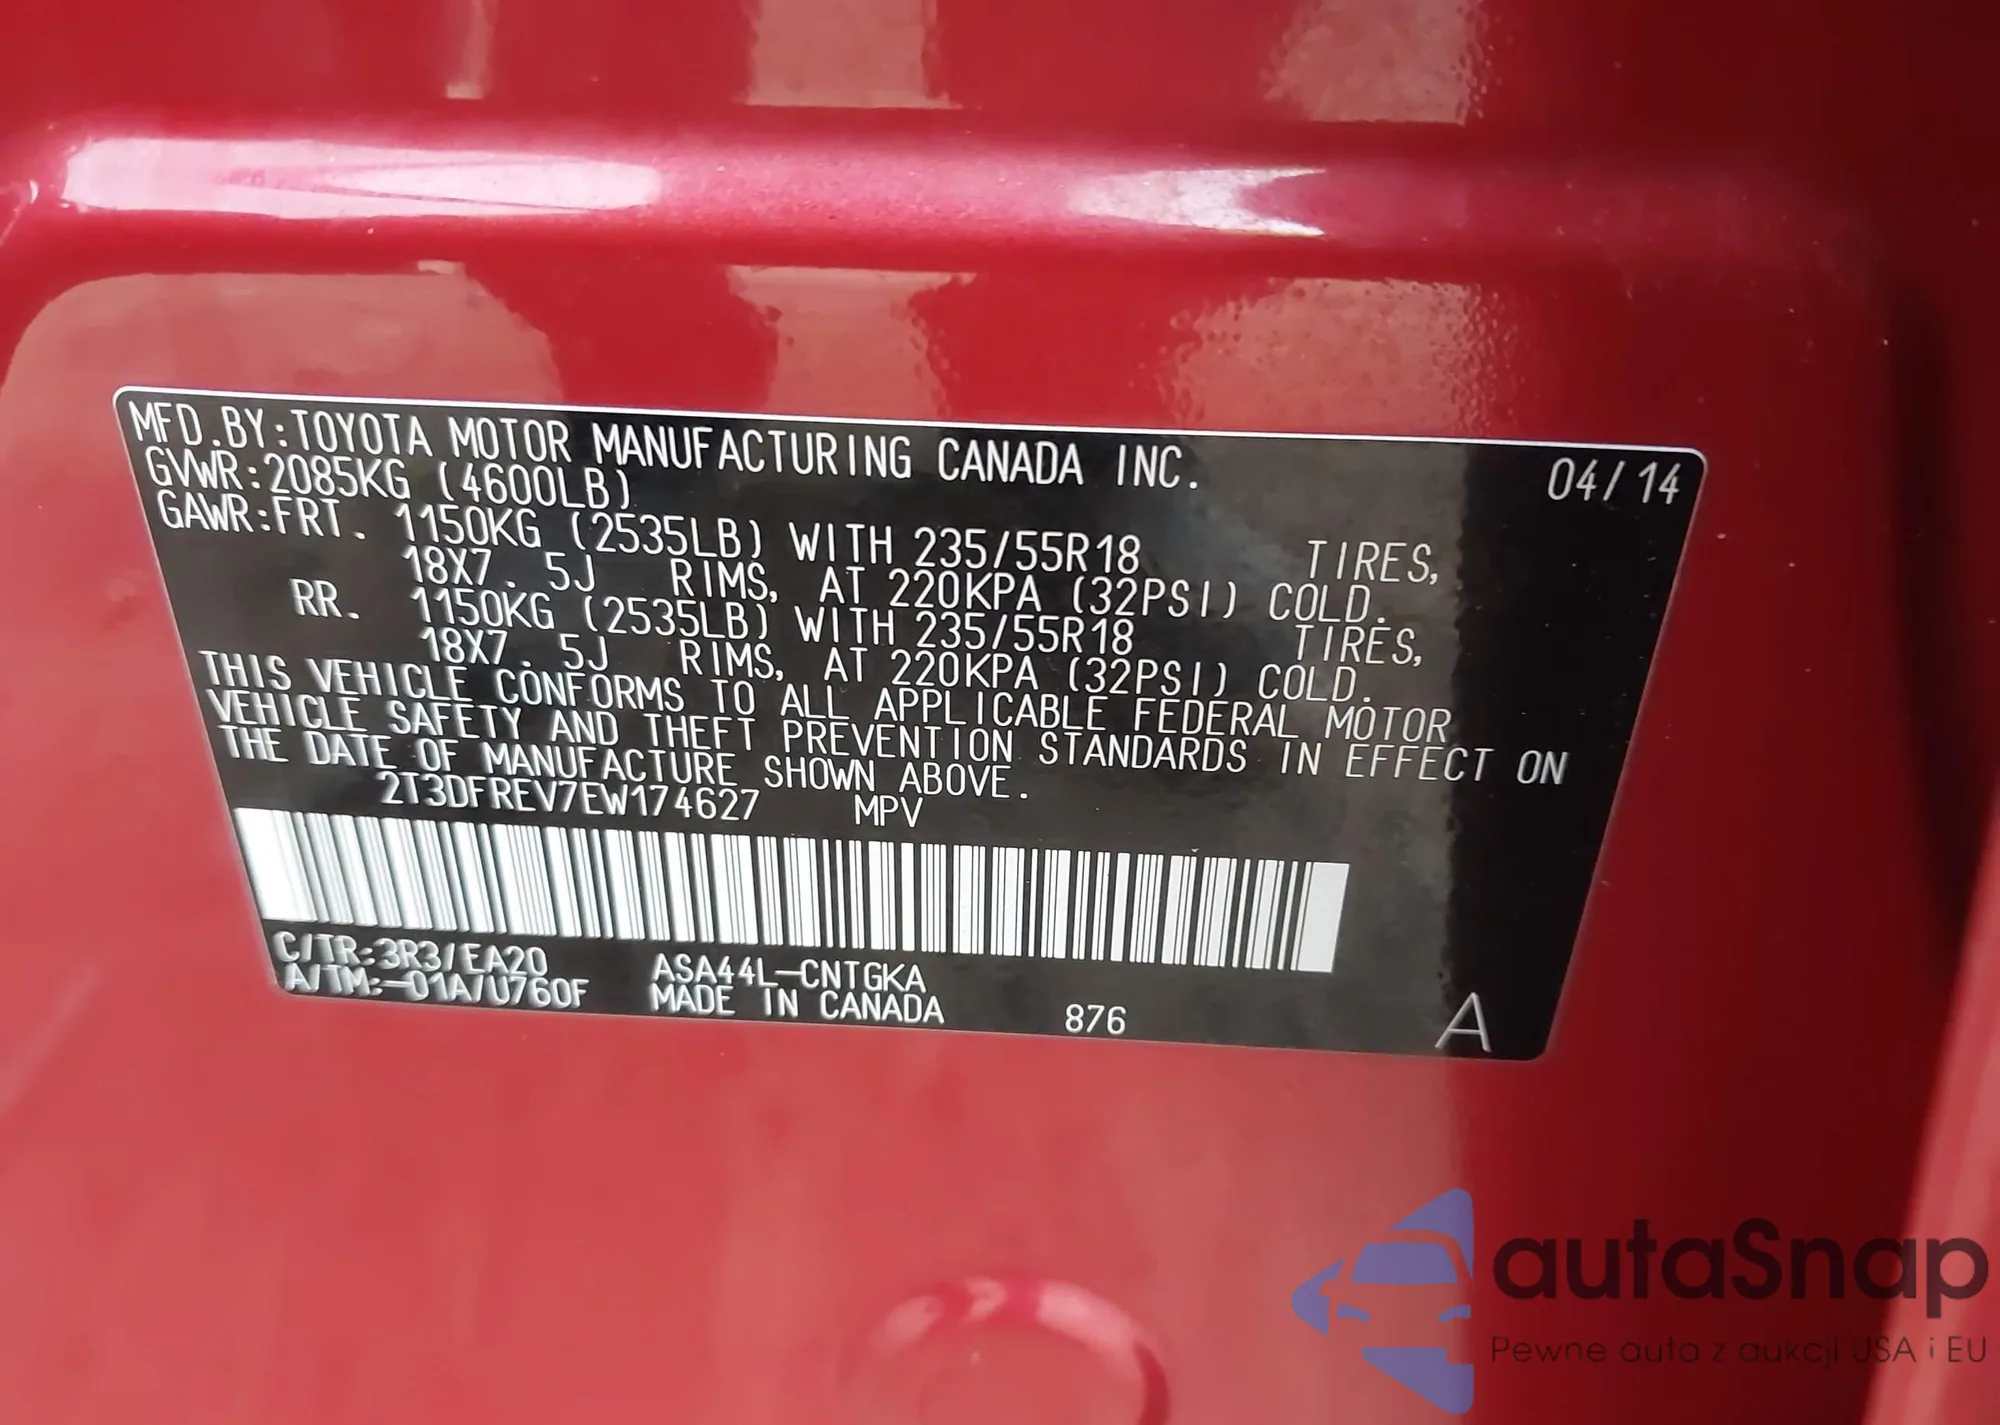 MFD.BY:TOYOTA MOTOR MANUFACTURING CANADA INC. 04/14
GVWR:2085KG (4600LB)
GAWR:FRT. 1150KG (2535LB) WITH 235/55R18 TIRES,
18X7.5J RIMS, AT 220KPA (32PSI) COLD.
RR. 1150KG (2535LB) WITH 235/55R18 TIRES,
18X7.5J RIMS, AT 220KPA (32PSI) COLD.
THIS VEHICLE CONFORMS TO ALL APPLICABLE FEDERAL MOTOR
VEHICLE SAFETY AND THEFT PREVENTION STANDARDS IN EFFECT ON
THE DATE OF MANUFACTURE SHOWN ABOVE.
2T3DFREV7EW174627 MPV
C/TR:3R3/EA20 ASA44L-CNTGKA
A/TM:-01A/U760F MADE IN CANADA 876 A
autaSnap
Pewne auta z aukcji USA i EU